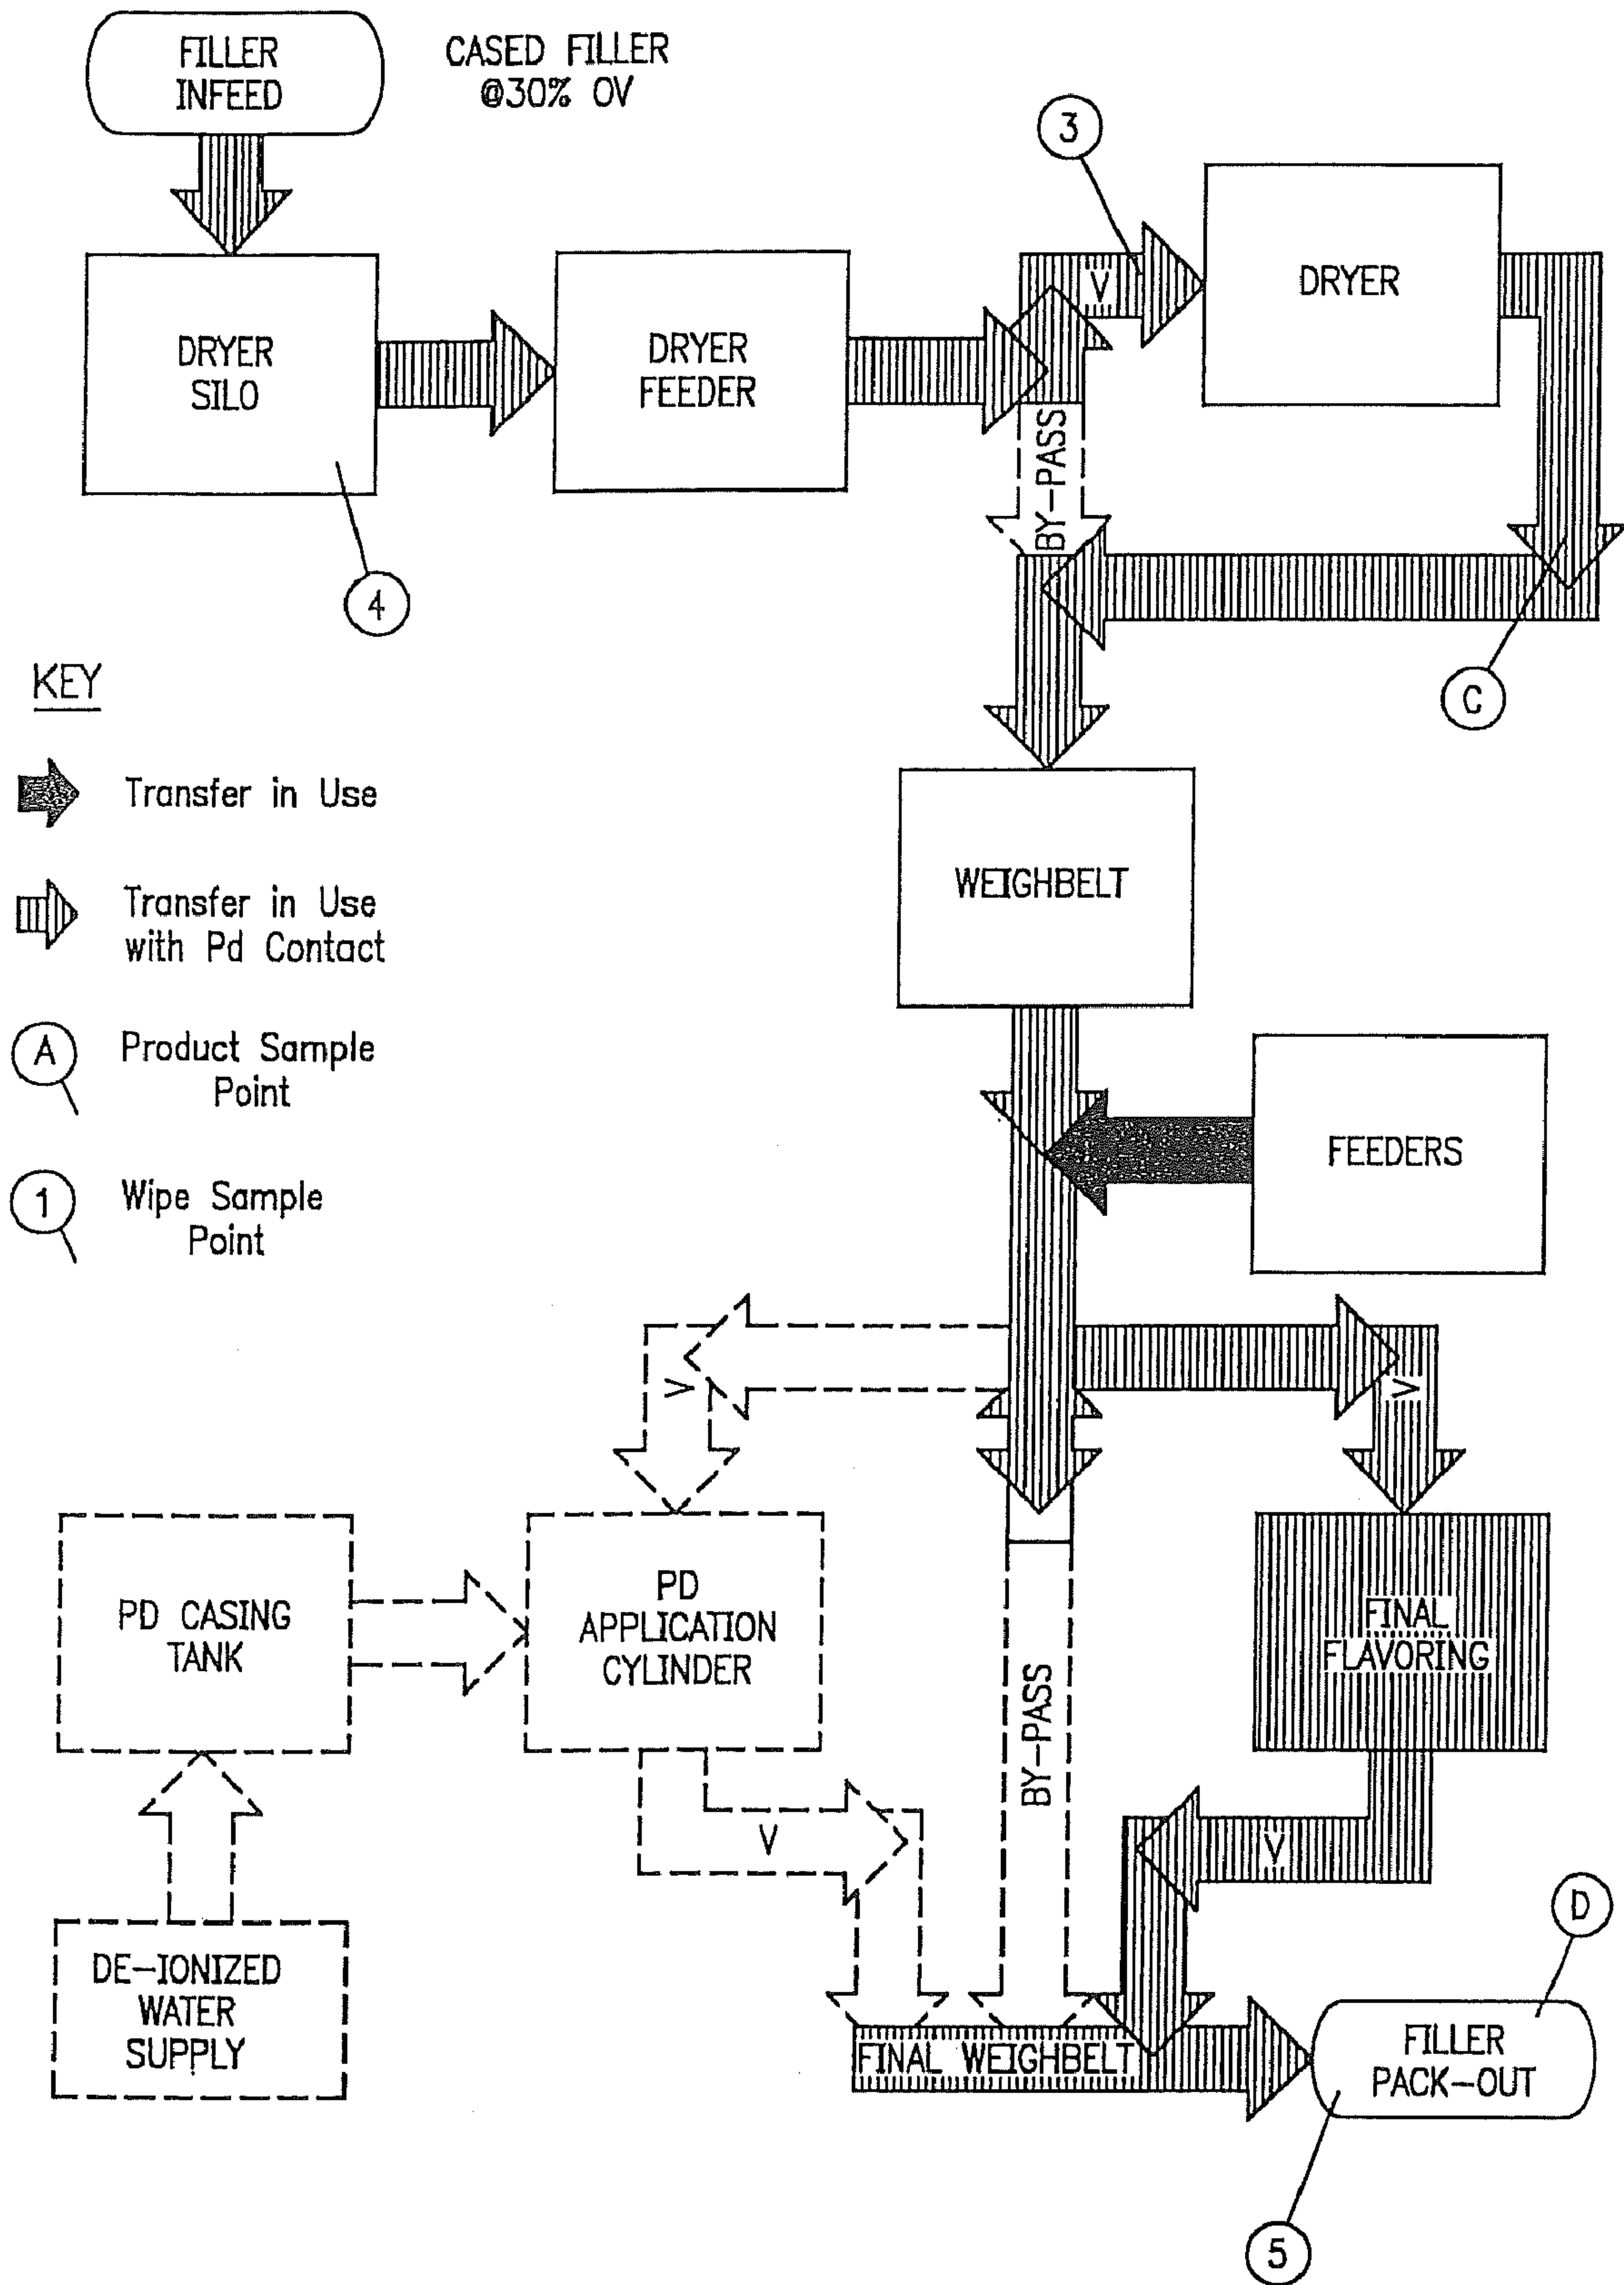 FILLER
INFEED
CASED FILLER
@30% OV
3
DRYER
SILO
DRYER
FEEDER
V
DRYER
BY-PASS
4
C
KEY
Transfer in Use
Transfer in Use
with Pd Contact
A
Product Sample
Point
1
Wipe Sample
Point
WEIGHBELT
FEEDERS
V
V
PD CASING
TANK
PD
APPLICATION
CYLINDER
BY-PASS
FINAL
FLAVORING
V
V
DE-IONIZED
WATER
SUPPLY
FINAL WEIGHBELT
D
FILLER
PACK-OUT
5